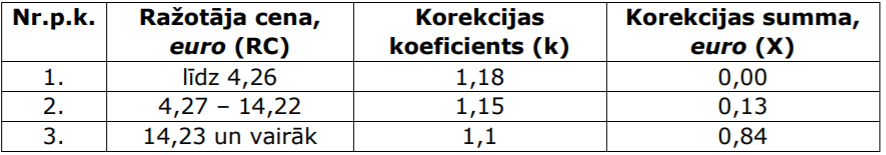 Nr.p.k. Ražotāja cena, euro (RC) Korekcijas koeficients (k) Korekcijas summa, euro (X)
1. līdz 4,26 1,18 0,00
2. 4,27 – 14,22 1,15 0,13
3. 14,23 un vairāk 1,1 0,84